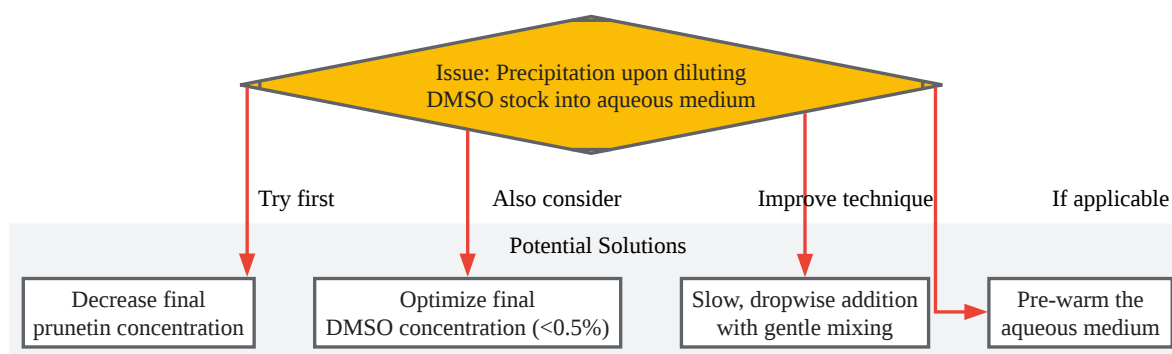 Issue: Precipitation upon diluting
DMSO stock into aqueous medium
Try first
Also consider
Improve technique
If applicable
Potential Solutions
Decrease final
prunetin concentration
Optimize final
DMSO concentration (<0.5%)
Slow, dropwise addition
with gentle mixing
Pre-warm the
aqueous medium